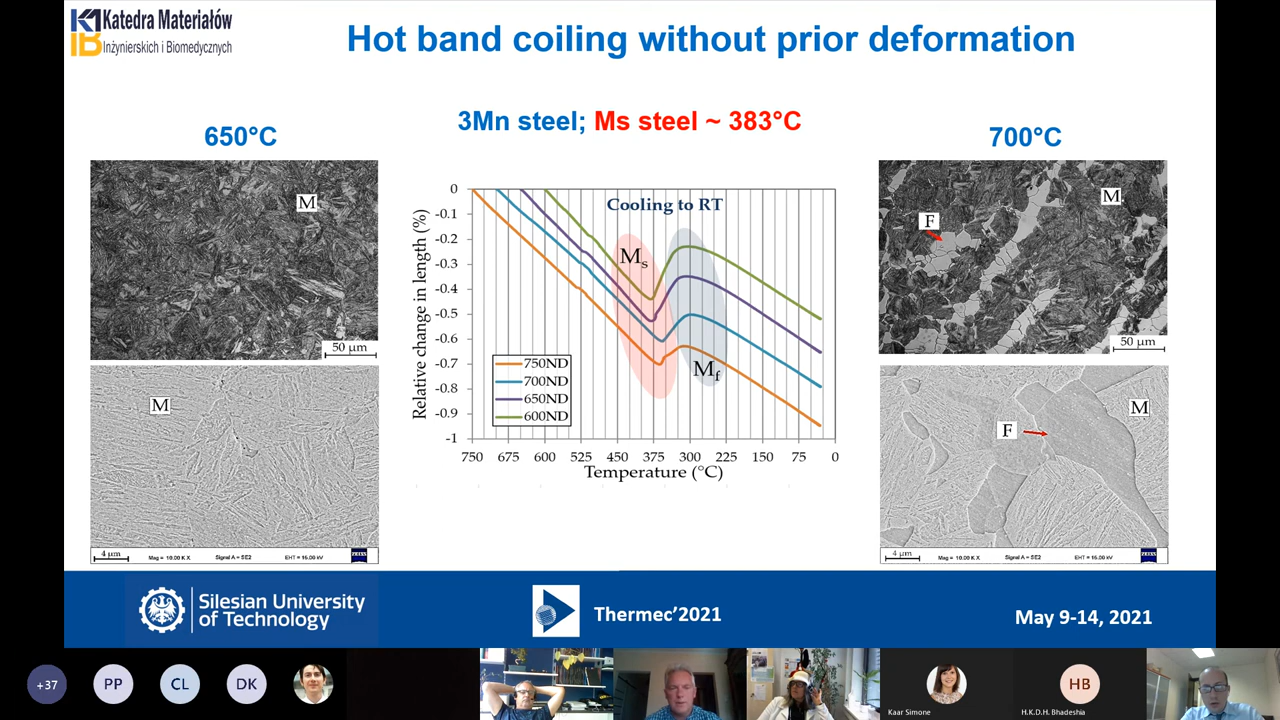 Katedra Materiałów
Inżynierskich i Biomedycznych
Hot band coiling without prior deformation
3Mn steel; Ms steel ~ 383°C
650°C
700°C
M
50 µm
M
4 µm
Mag = 10.00 K X
Signal A = SE2
EHT = 15.00 kV
ZEISS
Relative change in length (%)
0
-0.1
-0.2
-0.3
-0.4
-0.5
-0.6
-0.7
-0.8
-0.9
-1
Cooling to RT
Ms
Mf
750ND
700ND
650ND
600ND
750 675 600 525 450 375 300 225 150 75 0
Temperature (°C)
F
M
50 µm
F
M
4 µm
Mag = 10.00 K X
Signal A = SE2
EHT = 15.00 kV
ZEISS
Silesian University
of Technology
Thermec'2021
May 9-14, 2021
+37
PP
CL
DK
Kaar Simone
HB
H.K.D.H. Bhadeshia